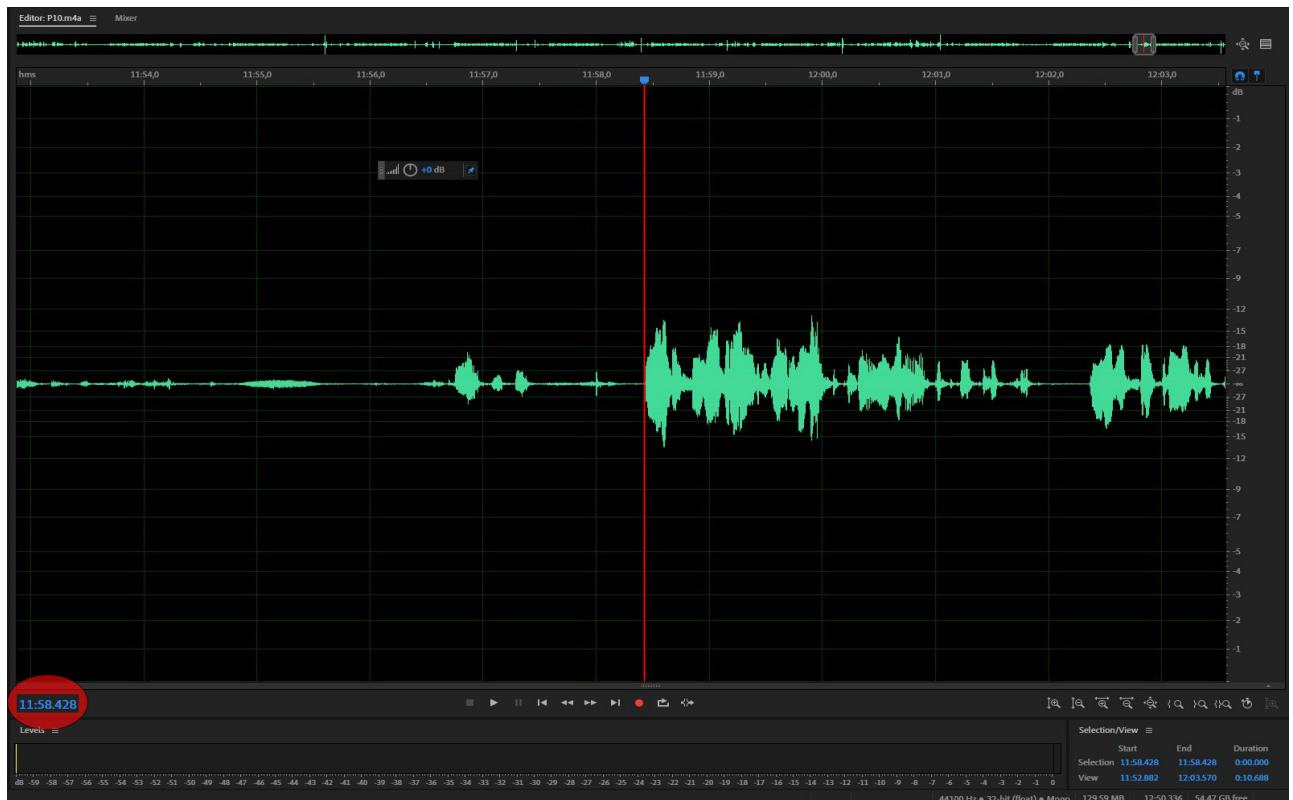 Editor: P10.m4a ≡ Mixer
hms 11:54,0 11:55,0 11:56,0 11:57,0 11:58,0 11:59,0 12:00,0 12:01,0 12:02,0 12:03,0
dB
-1
-2
+0 dB
-3
-4
-5
-7
-9
-12
-15
-18
-21
-27
-∞
-27
-21
-18
-15
-12
-9
-7
-5
-4
-3
-2
-1
11:58.428
Levels ≡
Selection/View ≡
Start End Duration
Selection 11:58.428 11:58.428 0:00.000
View 11:52.882 12:03.570 0:10.688
dB -59 -58 -57 -56 -55 -54 -53 -52 -51 -50 -49 -48 -47 -46 -45 -44 -43 -42 -41 -40 -39 -38 -37 -36 -35 -34 -33 -32 -31 -30 -29 -28 -27 -26 -25 -24 -23 -22 -21 -20 -19 -18 -17 -16 -15 -14 -13 -12 -11 -10 -9 -8 -7 -6 -5 -4 -3 -2 -1 0
44100 Hz • 32-bit (float) • Mono 129.59 MB 12:50.336 54.47 GB free